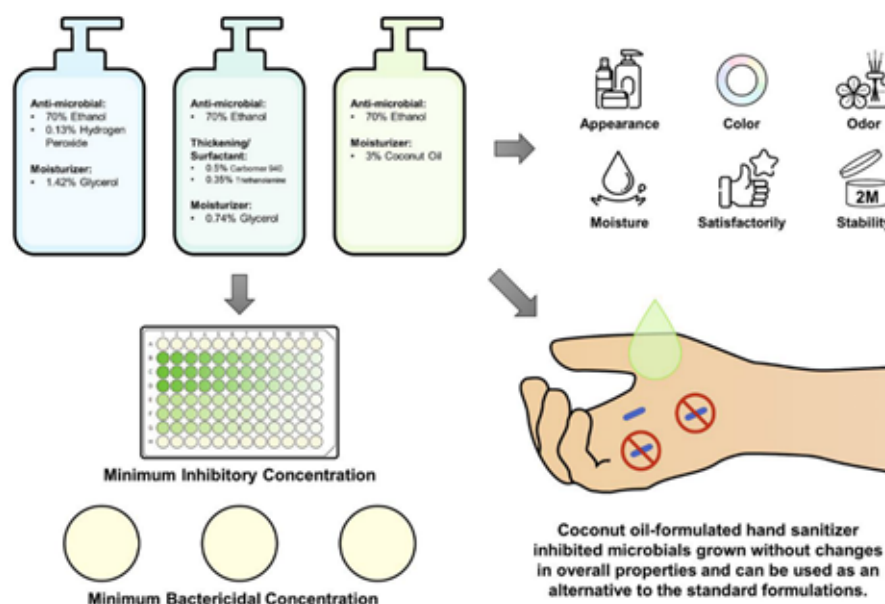 Anti-microbial:
• 70% Ethanol
• 0.13% Hydrogen
Peroxide
Moisturizer:
• 1.42% Glycerol
Anti-microbial:
• 70% Ethanol
Thickening/
Surfactant:
• 0.5% Carbomer 940
• 0.35% Triethanolamine
Moisturizer:
• 0.74% Glycerol
Anti-microbial:
• 70% Ethanol
Moisturizer:
• 3% Coconut Oil
Appearance
Color
Odor
2M
Moisture
Satisfactorily
Stability
Minimum Inhibitory Concentration
Minimum Bactericidal Concentration
Coconut oil-formulated hand sanitizer
inhibited microbials grown without changes
in overall properties and can be used as an
alternative to the standard formulations.